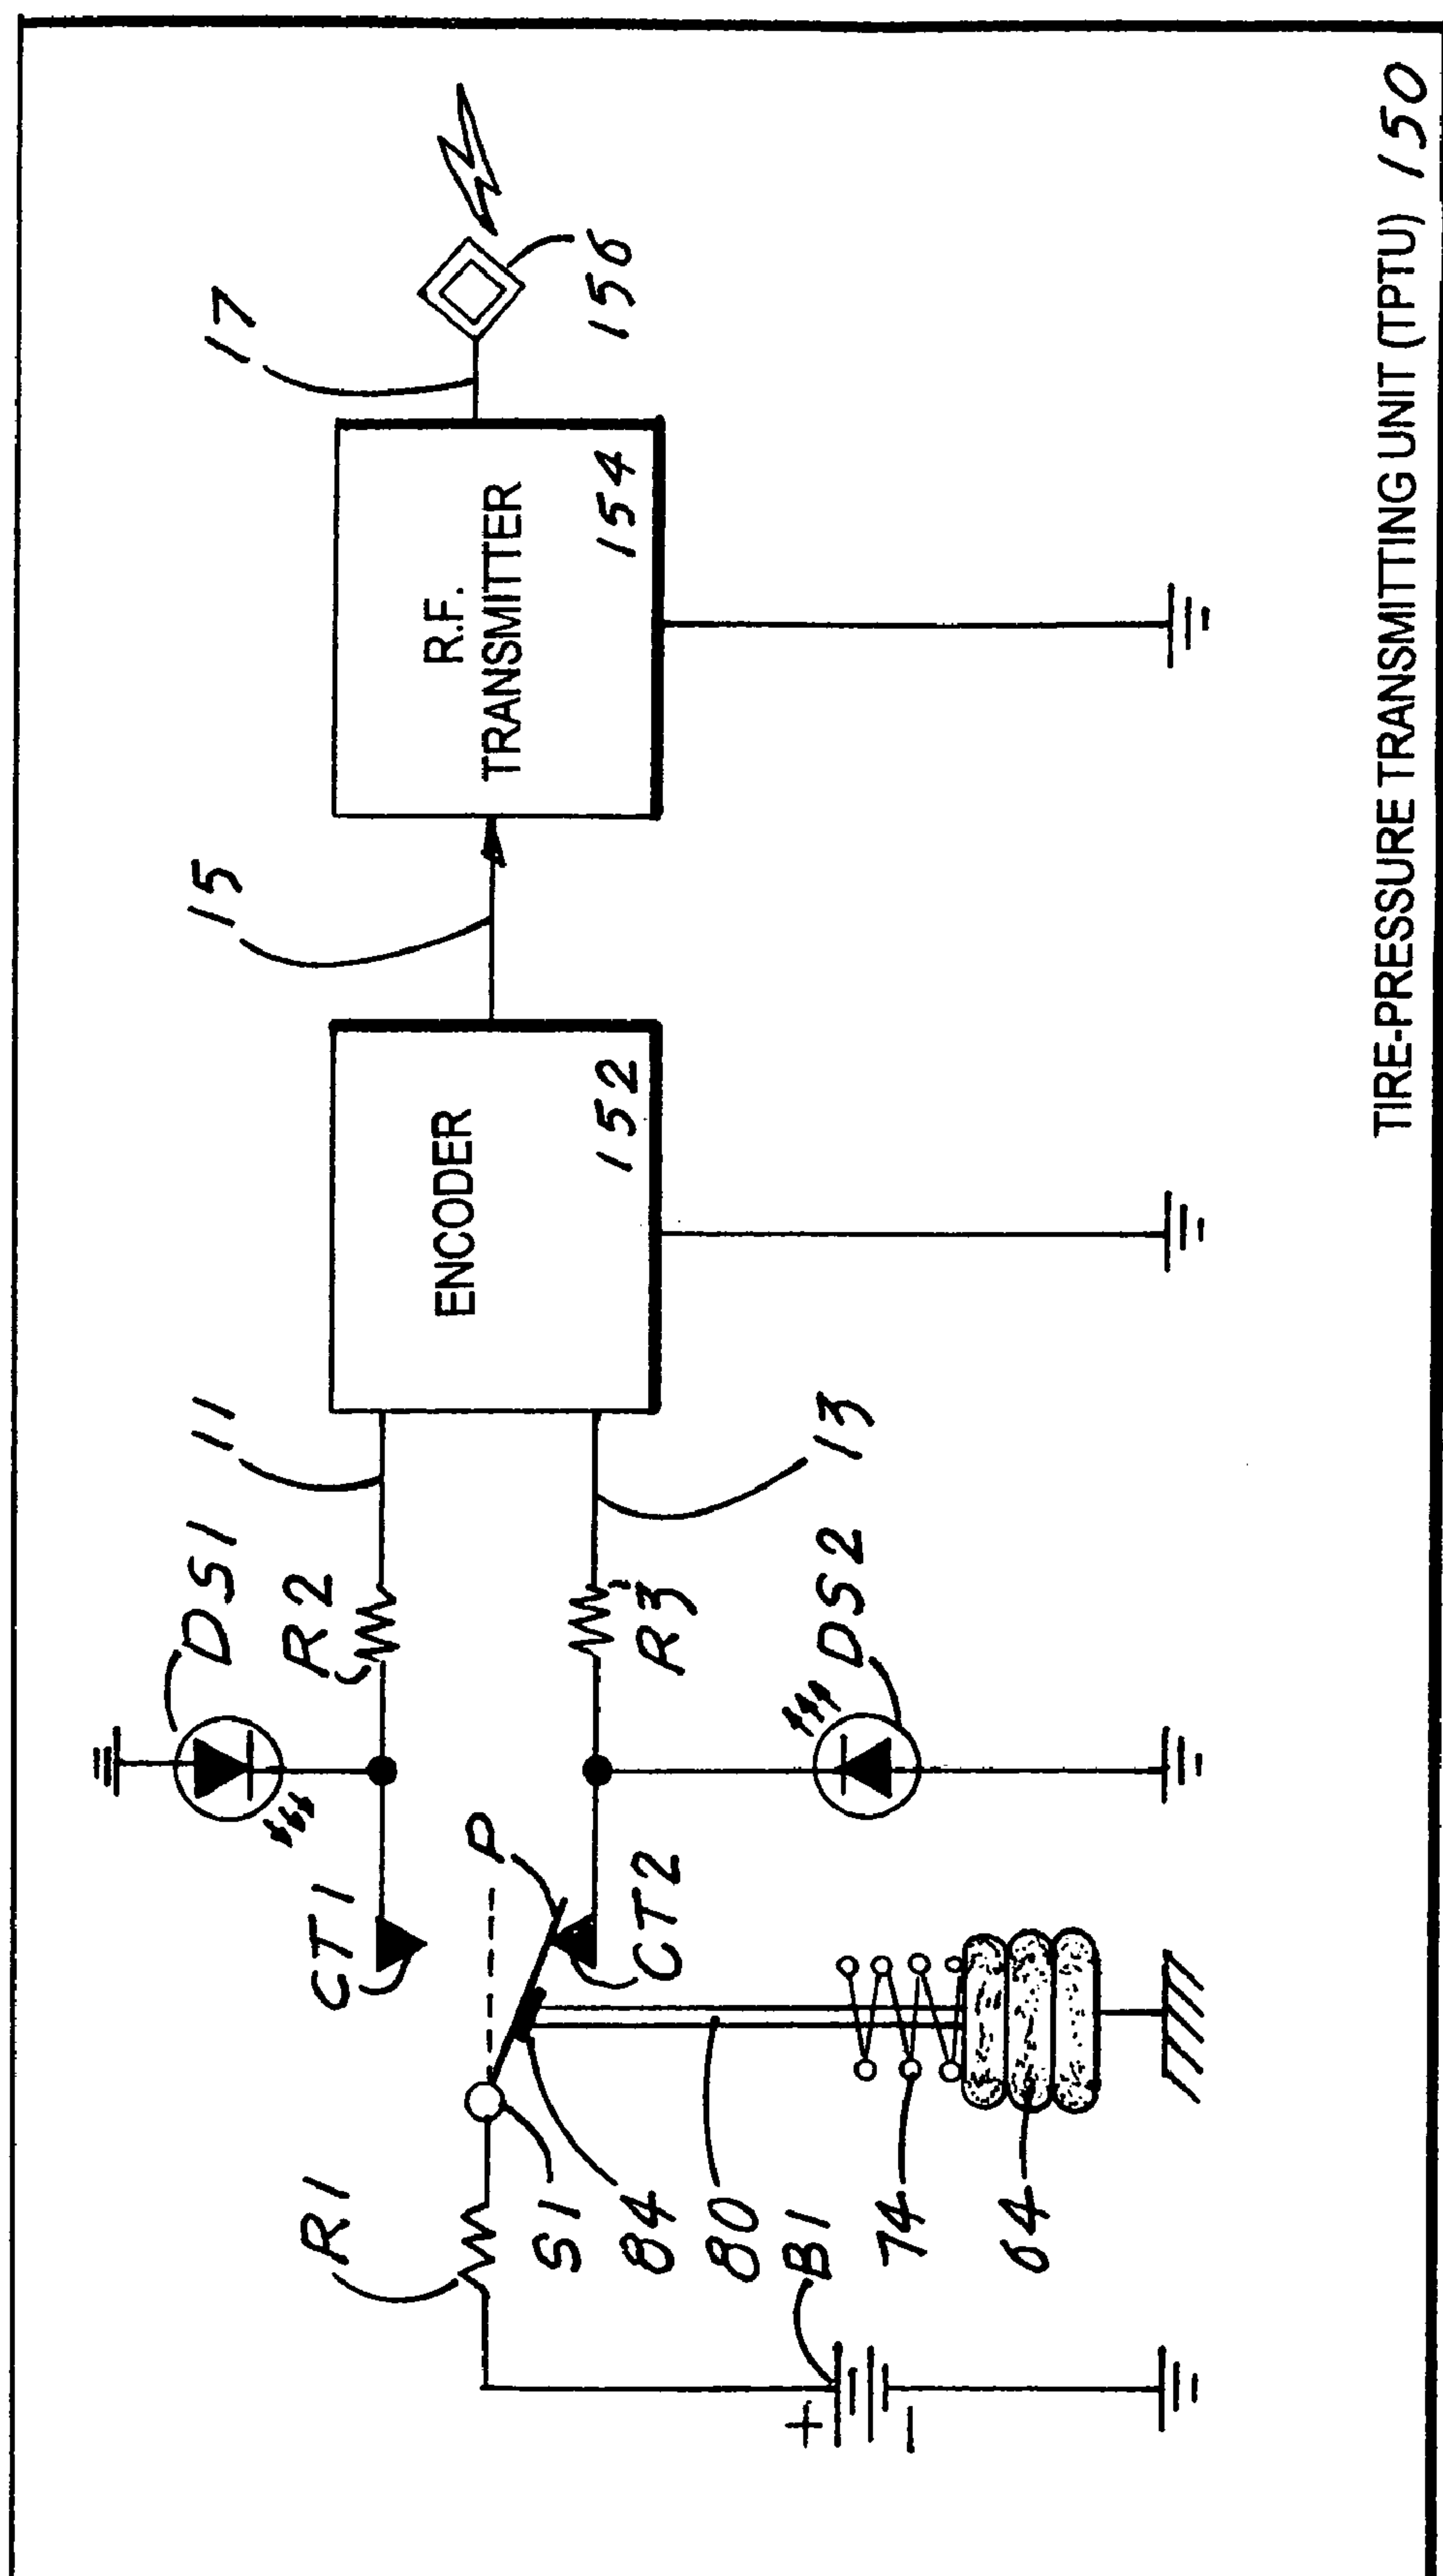 DS1
11
15
17
R2
CT1
R1
ENCODER
152
R.F.
TRANSMITTER
154
156
P
S1
84
80
B1
+
−
74
64
CT2
R3
13
DS2
TIRE-PRESSURE TRANSMITTING UNIT (TPTU) 150